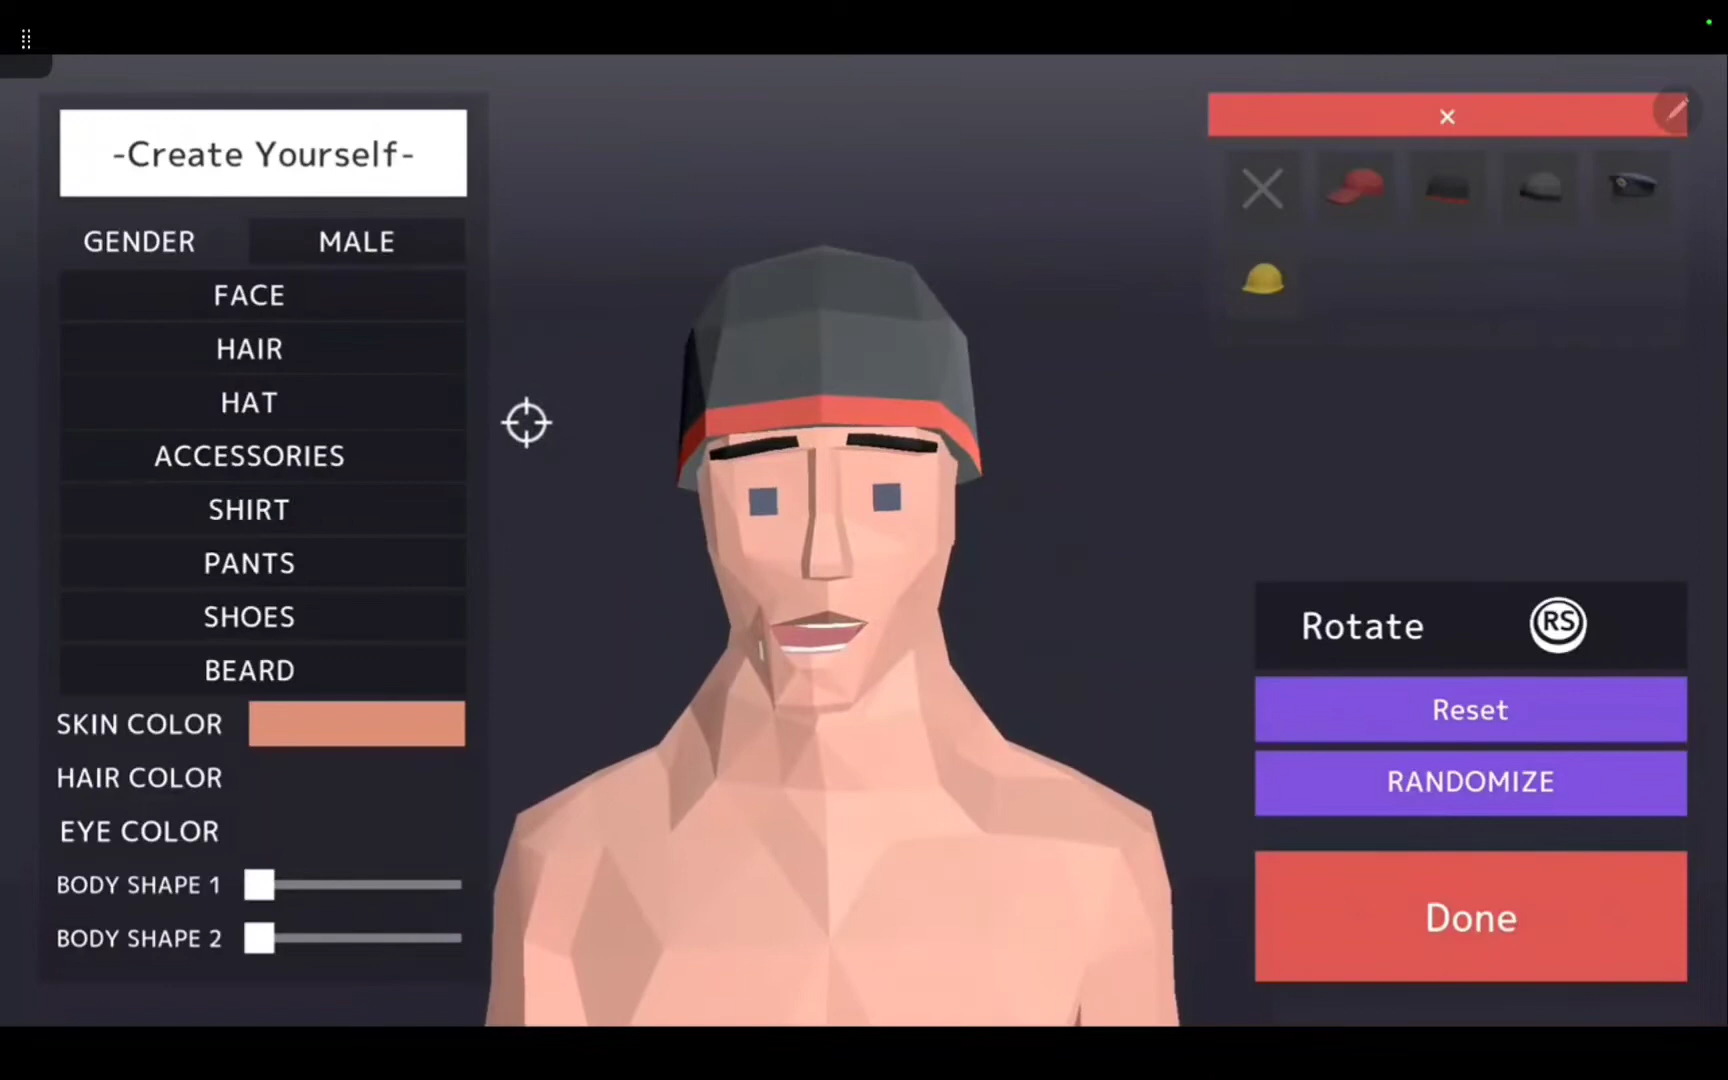 -Create Yourself-
GENDER MALE
FACE
HAIR
HAT
ACCESSORIES
SHIRT
PANTS
SHOES
BEARD
SKIN COLOR
HAIR COLOR
EYE COLOR
BODY SHAPE 1
BODY SHAPE 2
Rotate RS
Reset
RANDOMIZE
Done